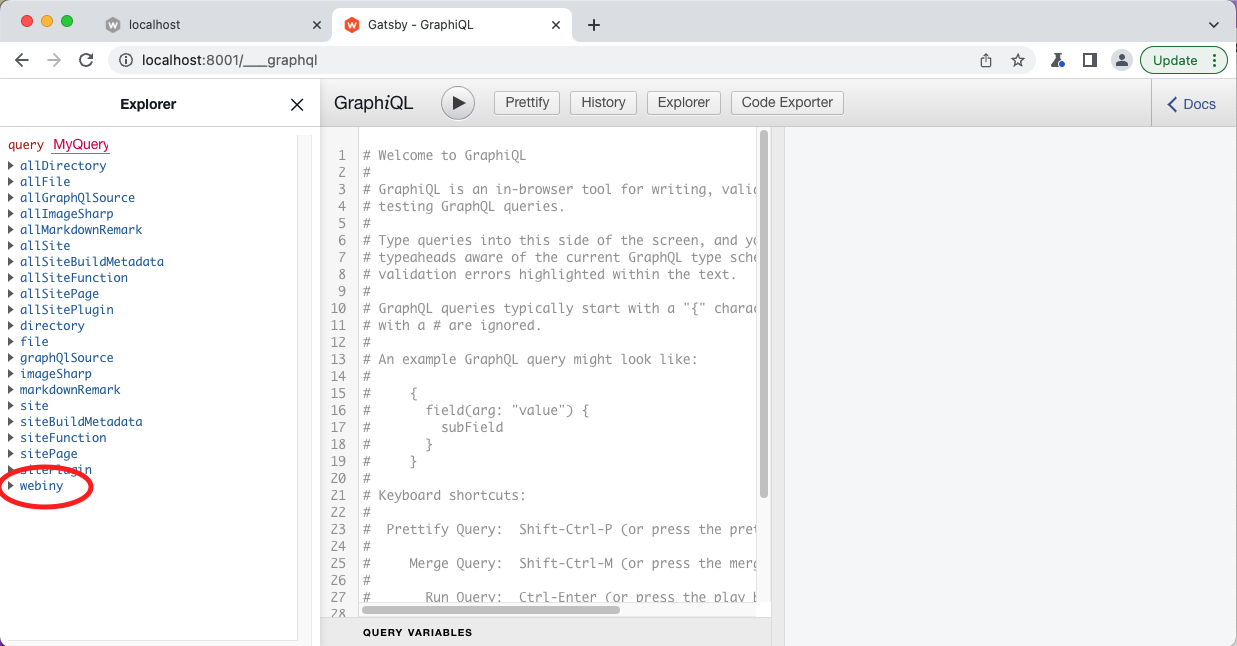 localhost
Gatsby - GraphiQL
localhost:8001/___graphql
Update
Explorer
GraphiQL
Prettify
History
Explorer
Code Exporter
Docs
query MyQuery
allDirectory
allFile
allGraphQlSource
allImageSharp
allMarkdownRemark
allSite
allSiteBuildMetadata
allSiteFunction
allSitePage
allSitePlugin
directory
file
graphQlSource
imageSharp
markdownRemark
site
siteBuildMetadata
siteFunction
sitePage
sitePlugin
webiny
1 # Welcome to GraphiQL
2 #
3 # GraphiQL is an in-browser tool for writing, valid
4 # testing GraphQL queries.
5 #
6 # Type queries into this side of the screen, and yo
7 # typeaheads aware of the current GraphQL type sche
8 # validation errors highlighted within the text.
9 #
10 # GraphQL queries typically start with a "{" charac
11 # with a # are ignored.
12 #
13 # An example GraphQL query might look like:
14 #
15 #     {
16 #       field(arg: "value") {
17 #         subField
18 #       }
19 #     }
20 #
21 # Keyboard shortcuts:
22 #
23 #  Prettify Query:  Shift-Ctrl-P (or press the pret
24 #
25 #     Merge Query:  Shift-Ctrl-M (or press the merg
26 #
27 #       Run Query:  Ctrl-Enter (or press the play b
28
QUERY VARIABLES